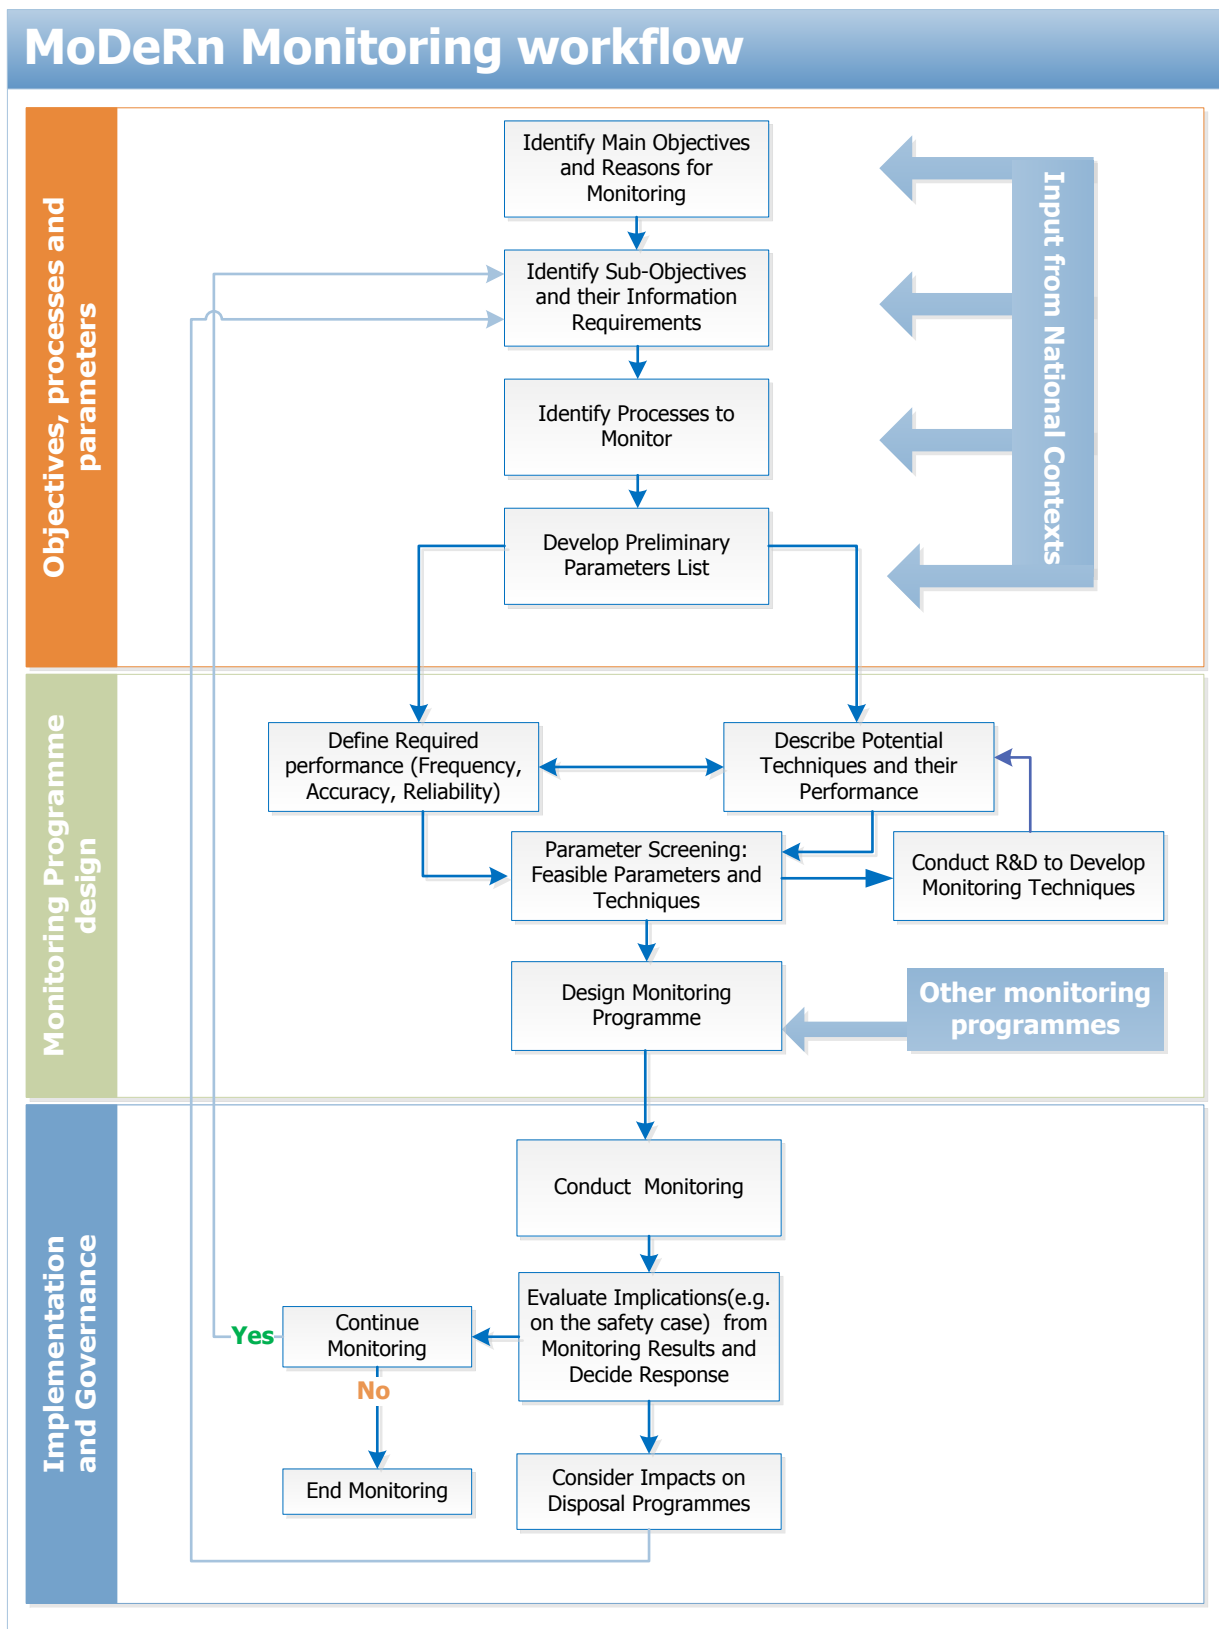 MoDeRn Monitoring workflow
Objectives, processes and
parameters
Identify Main Objectives
and Reasons for
Monitoring
Identify Sub-Objectives
and their Information
Requirements
Identify Processes to
Monitor
Develop Preliminary
Parameters List
Input from National Contexts
Monitoring Programme
design
Define Required
performance (Frequency,
Accuracy, Reliability)
Describe Potential
Techniques and their
Performance
Parameter Screening:
Feasible Parameters and
Techniques
Conduct R&D to Develop
Monitoring Techniques
Design Monitoring
Programme
Other monitoring
programmes
Implementation
and Governance
Conduct  Monitoring
Evaluate Implications(e.g.
on the safety case)  from
Monitoring Results and
Decide Response
Continue
Monitoring
Yes
No
End Monitoring
Consider Impacts on
Disposal Programmes